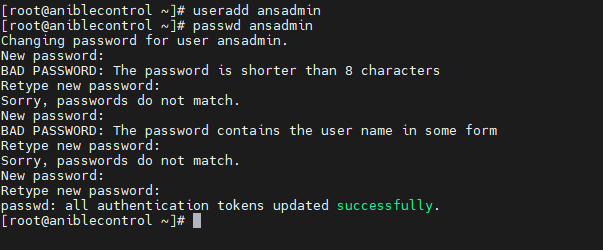 [root@aniblecontrol ~]# useradd ansadmin
[root@aniblecontrol ~]# passwd ansadmin
Changing password for user ansadmin.
New password:
BAD PASSWORD: The password is shorter than 8 characters
Retype new password:
Sorry, passwords do not match.
New password:
BAD PASSWORD: The password contains the user name in some form
Retype new password:
Sorry, passwords do not match.
New password:
Retype new password:
passwd: all authentication tokens updated successfully.
[root@aniblecontrol ~]#